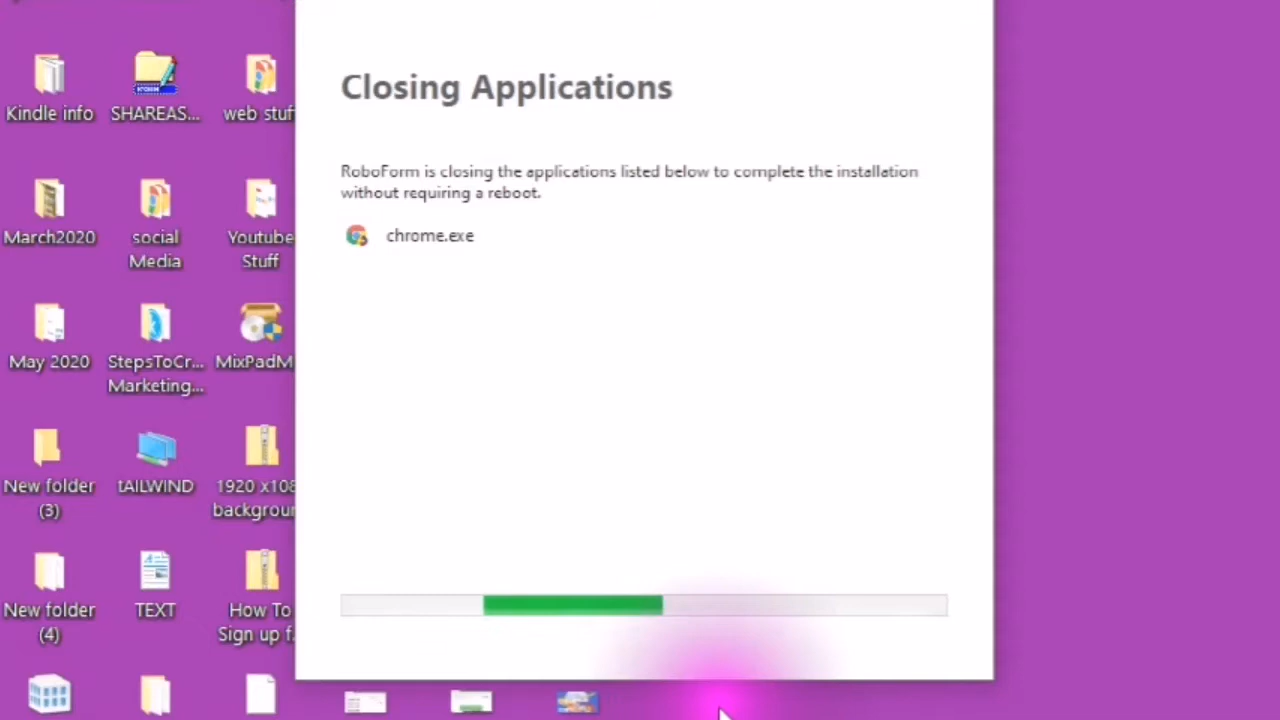 Kindle info
SHAREAS...
web stuf
March2020
social
Media
Youtube
Stuff
May 2020
StepsToCr...
Marketing...
MixPadM
New folder
(3)
tAILWIND
1920 x108
backgroun
New folder
(4)
TEXT
How To
Sign up f.
Closing Applications
RoboForm is closing the applications listed below to complete the installation
without requiring a reboot.
chrome.exe